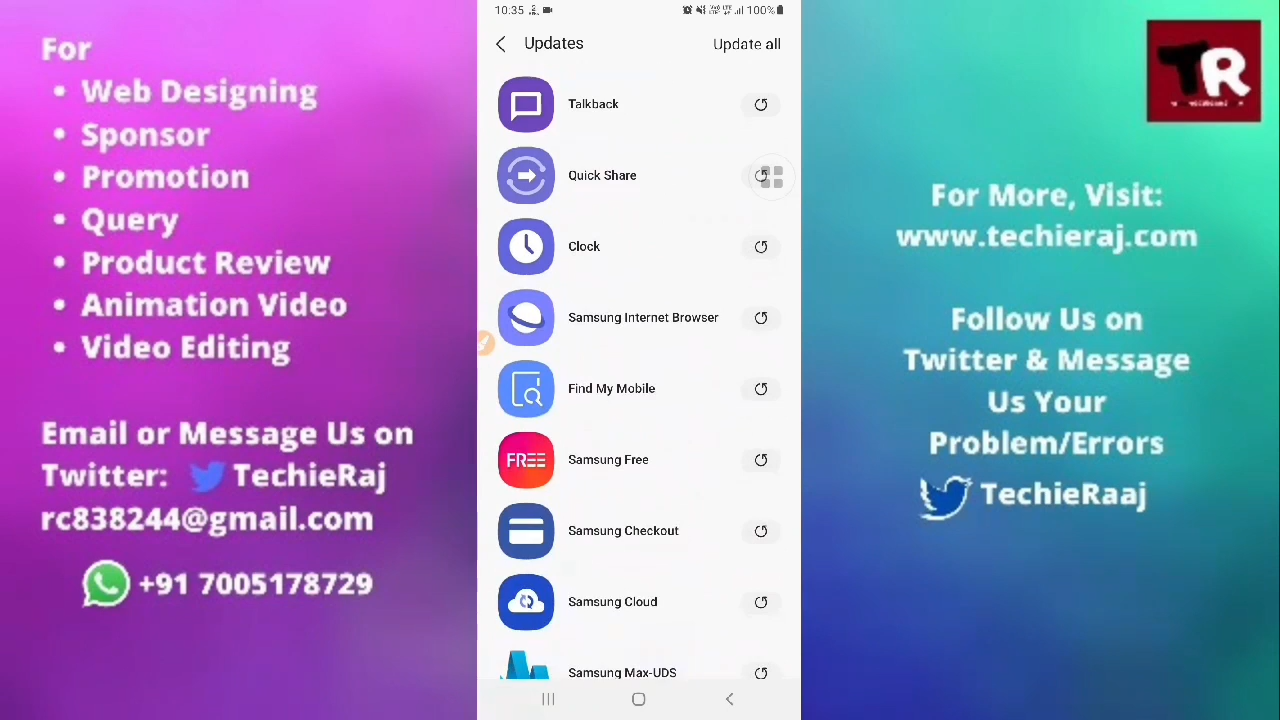 For
• Web Designing
• Sponsor
• Promotion
• Query
• Product Review
• Animation Video
• Video Editing
Email or Message Us on
Twitter: TechieRaj
rc838244@gmail.com
+91 7005178729
10:35
100%
Updates
Update all
Talkback
Quick Share
Clock
Samsung Internet Browser
Find My Mobile
FREE
Samsung Free
Samsung Checkout
Samsung Cloud
Samsung Max-UDS
TR
For More, Visit:
www.techieraj.com
Follow Us on
Twitter & Message
Us Your
Problem/Errors
TechieRaaj